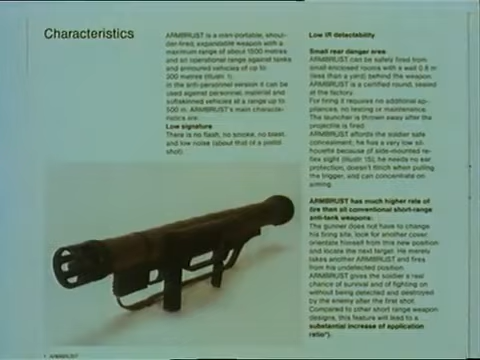 Characteristics
ARMBRUST is a man-portable, shoul-
der-fired, expendable weapon with a
maximum range of about 1500 metres
and an operational range against tanks
and armoured vehicles of up to
300 metres (illustr. 1).
In the anti-personnel version it can be
used against personnel, material and
softskinned vehicles at a range up to
500 m. ARMBRUST's main characte-
ristics are:
Low signature
There is no flash, no smoke, no blast,
and low noise (about that of a pistol
shot).
Low IR detectability
Small rear danger area
ARMBRUST can be safely fired from
small enclosures rooms with a wall 0.8 m
(less than a yard) behind the weapon.
ARMBRUST is a certified round, sealed
at the factory.
For firing it requires no additional ap-
pliances, no testing or maintenance.
The launcher is thrown away after the
projectile is fired.
ARMBRUST affords the soldier safe
concealment; he has a very low sil-
houette because of side-mounted re-
flex sight (illustr. 15), he needs no ear
protection, doesn't flinch when pulling
the trigger, and can concentrate on
aiming.
ARMBRUST has much higher rate of
fire then all conventional short-range
anti-tank weapons:
The gunner does not have to change
his firing site, look for another cover,
orientate himself from this new position
and locate the next target. He merely
takes another ARMBRUST and fires
from his undetected position.
ARMBRUST gives the soldier a real
chance of survival and of fighting on
without being detected and destroyed
by the enemy after the first shot.
Compared to other short range weapon
designs, this feature will lead to a
substantial increase of application
ratio*).
ARMBRUST